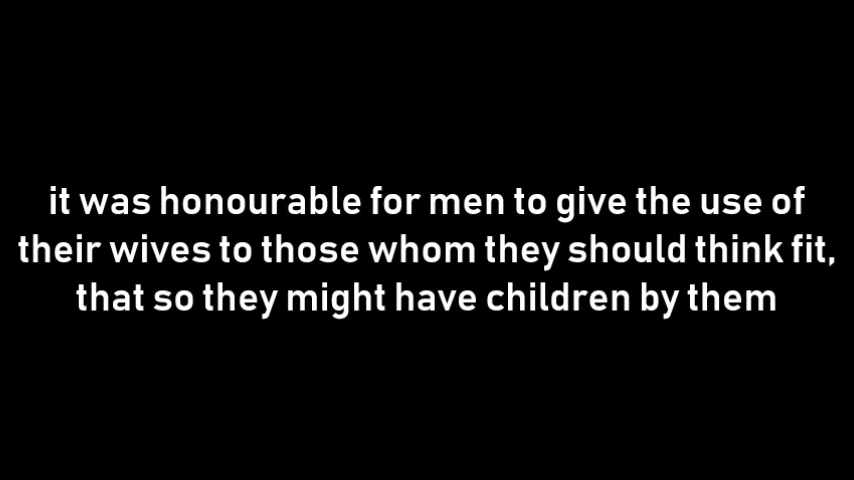 it was honourable for men to give the use of
their wives to those whom they should think fit,
that so they might have children by them